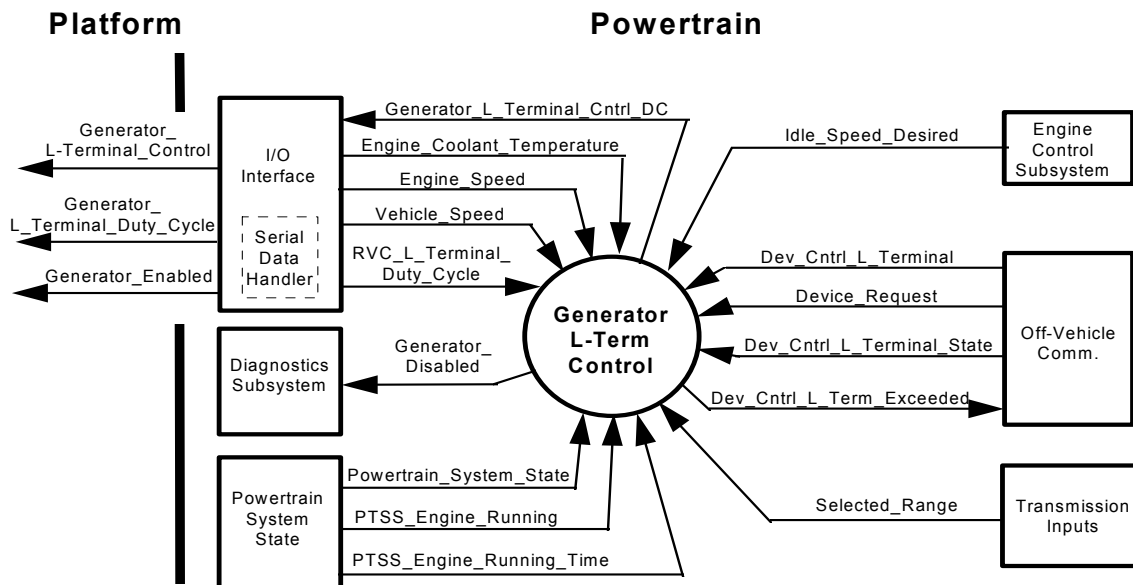 Platform
Powertrain
Generator_
L-Terminal_Control
Generator_
L_Terminal_Duty_Cycle
Generator_Enabled
I/O
Interface
Serial
Data
Handler
Generator_L_Terminal_Cntrl_DC
Engine_Coolant_Temperature
Engine_Speed
Vehicle_Speed
RVC_L_Terminal_
Duty_Cycle
Idle_Speed_Desired
Engine
Control
Subsystem
Generator
L-Term
Control
Dev_Cntrl_L_Terminal
Device_Request
Dev_Cntrl_L_Terminal_State
Dev_Cntrl_L_Term_Exceeded
Off-Vehicle
Comm.
Diagnostics
Subsystem
Generator_
Disabled
Powertrain
System
State
Powertrain_System_State
PTSS_Engine_Running
PTSS_Engine_Running_Time
Selected_Range
Transmission
Inputs